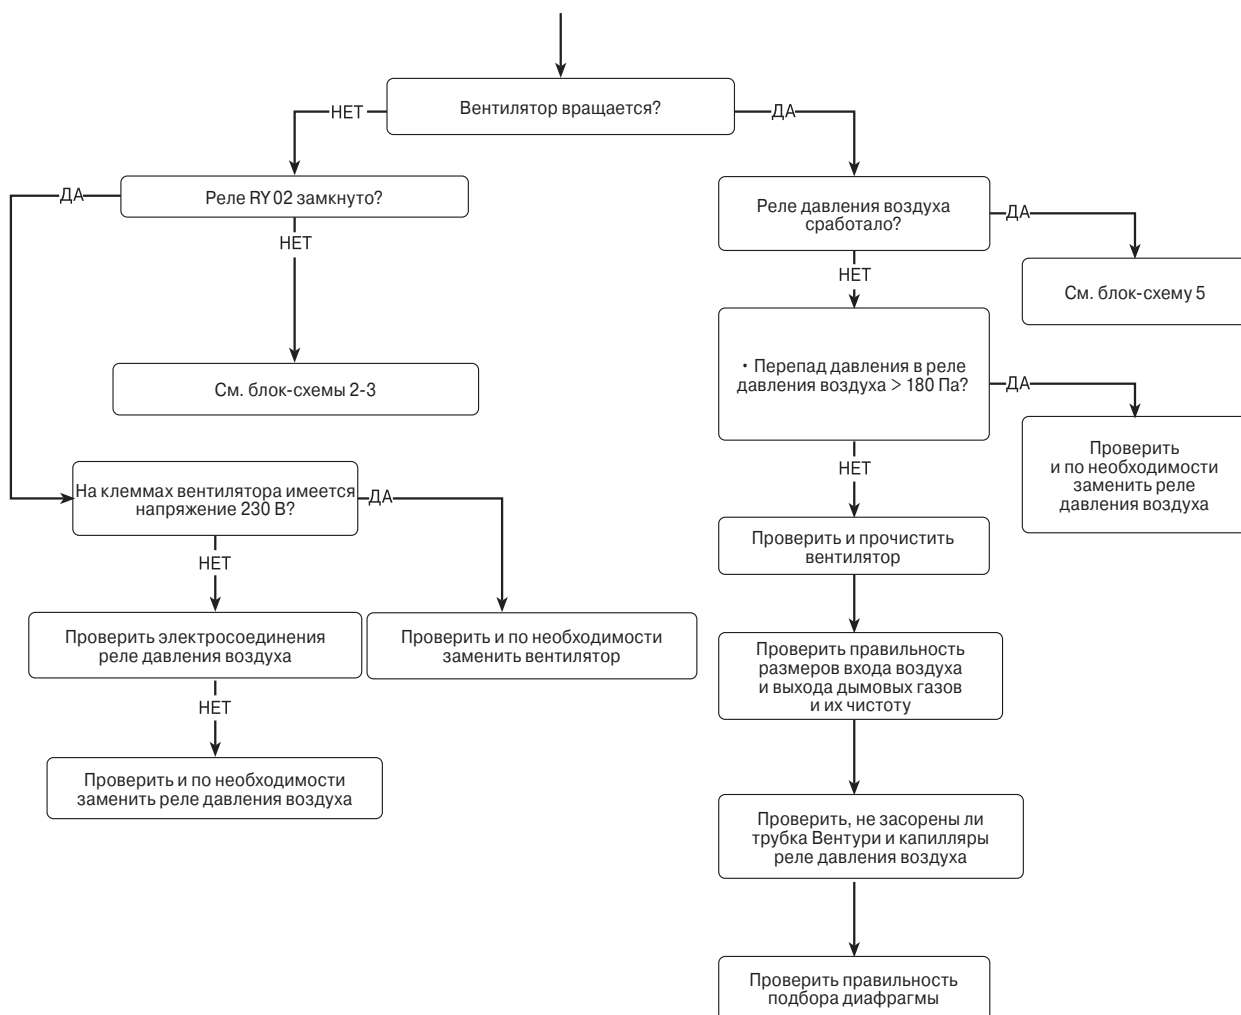 Вентилятор вращается?
НЕТ
ДА
ДА
Реле RY 02 замкнуто?
НЕТ
Реле давления воздуха
сработало?
ДА
НЕТ
См. блок-схему 5
См. блок-схемы 2-3
• Перепад давления в реле
давления воздуха > 180 Па?
ДА
НЕТ
Проверить
и по необходимости
заменить реле
давления воздуха
На клеммах вентилятора имеется
напряжение 230 В?
ДА
НЕТ
Проверить и прочистить
вентилятор
Проверить электросоединения
реле давления воздуха
Проверить и по необходимости
заменить вентилятор
НЕТ
Проверить правильность
размеров входа воздуха
и выхода дымовых газов
и их чистоту
Проверить и по необходимости
заменить реле давления воздуха
Проверить, не засорены ли
трубка Вентури и капилляры
реле давления воздуха
Проверить правильность
подбора диафрагмы